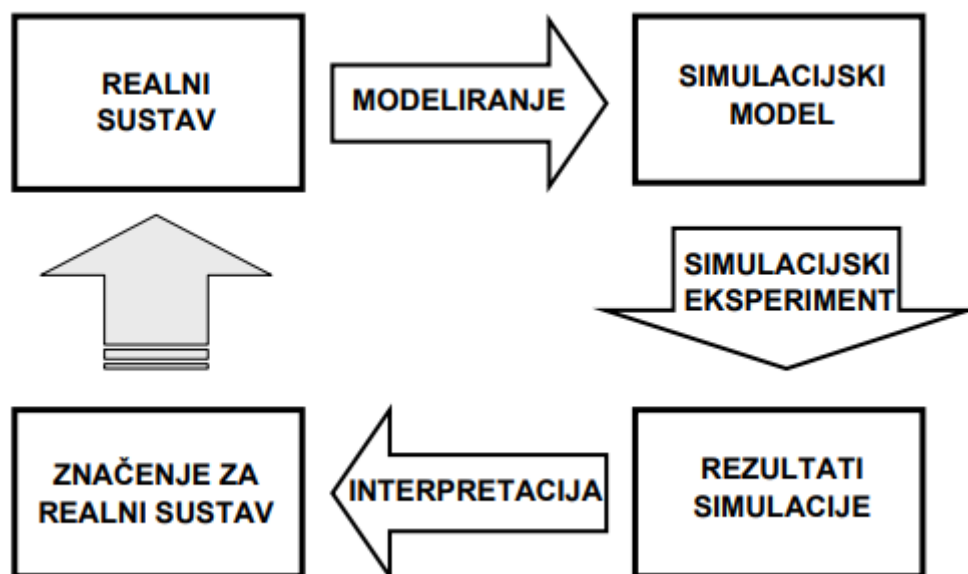 REALNI
SUSTAV
MODELIRANJE
SIMULACIJSKI
MODEL
SIMULACIJSKI
EKSPERIMENT
ZNAČENJE ZA
REALNI SUSTAV
INTERPRETACIJA
REZULTATI
SIMULACIJE